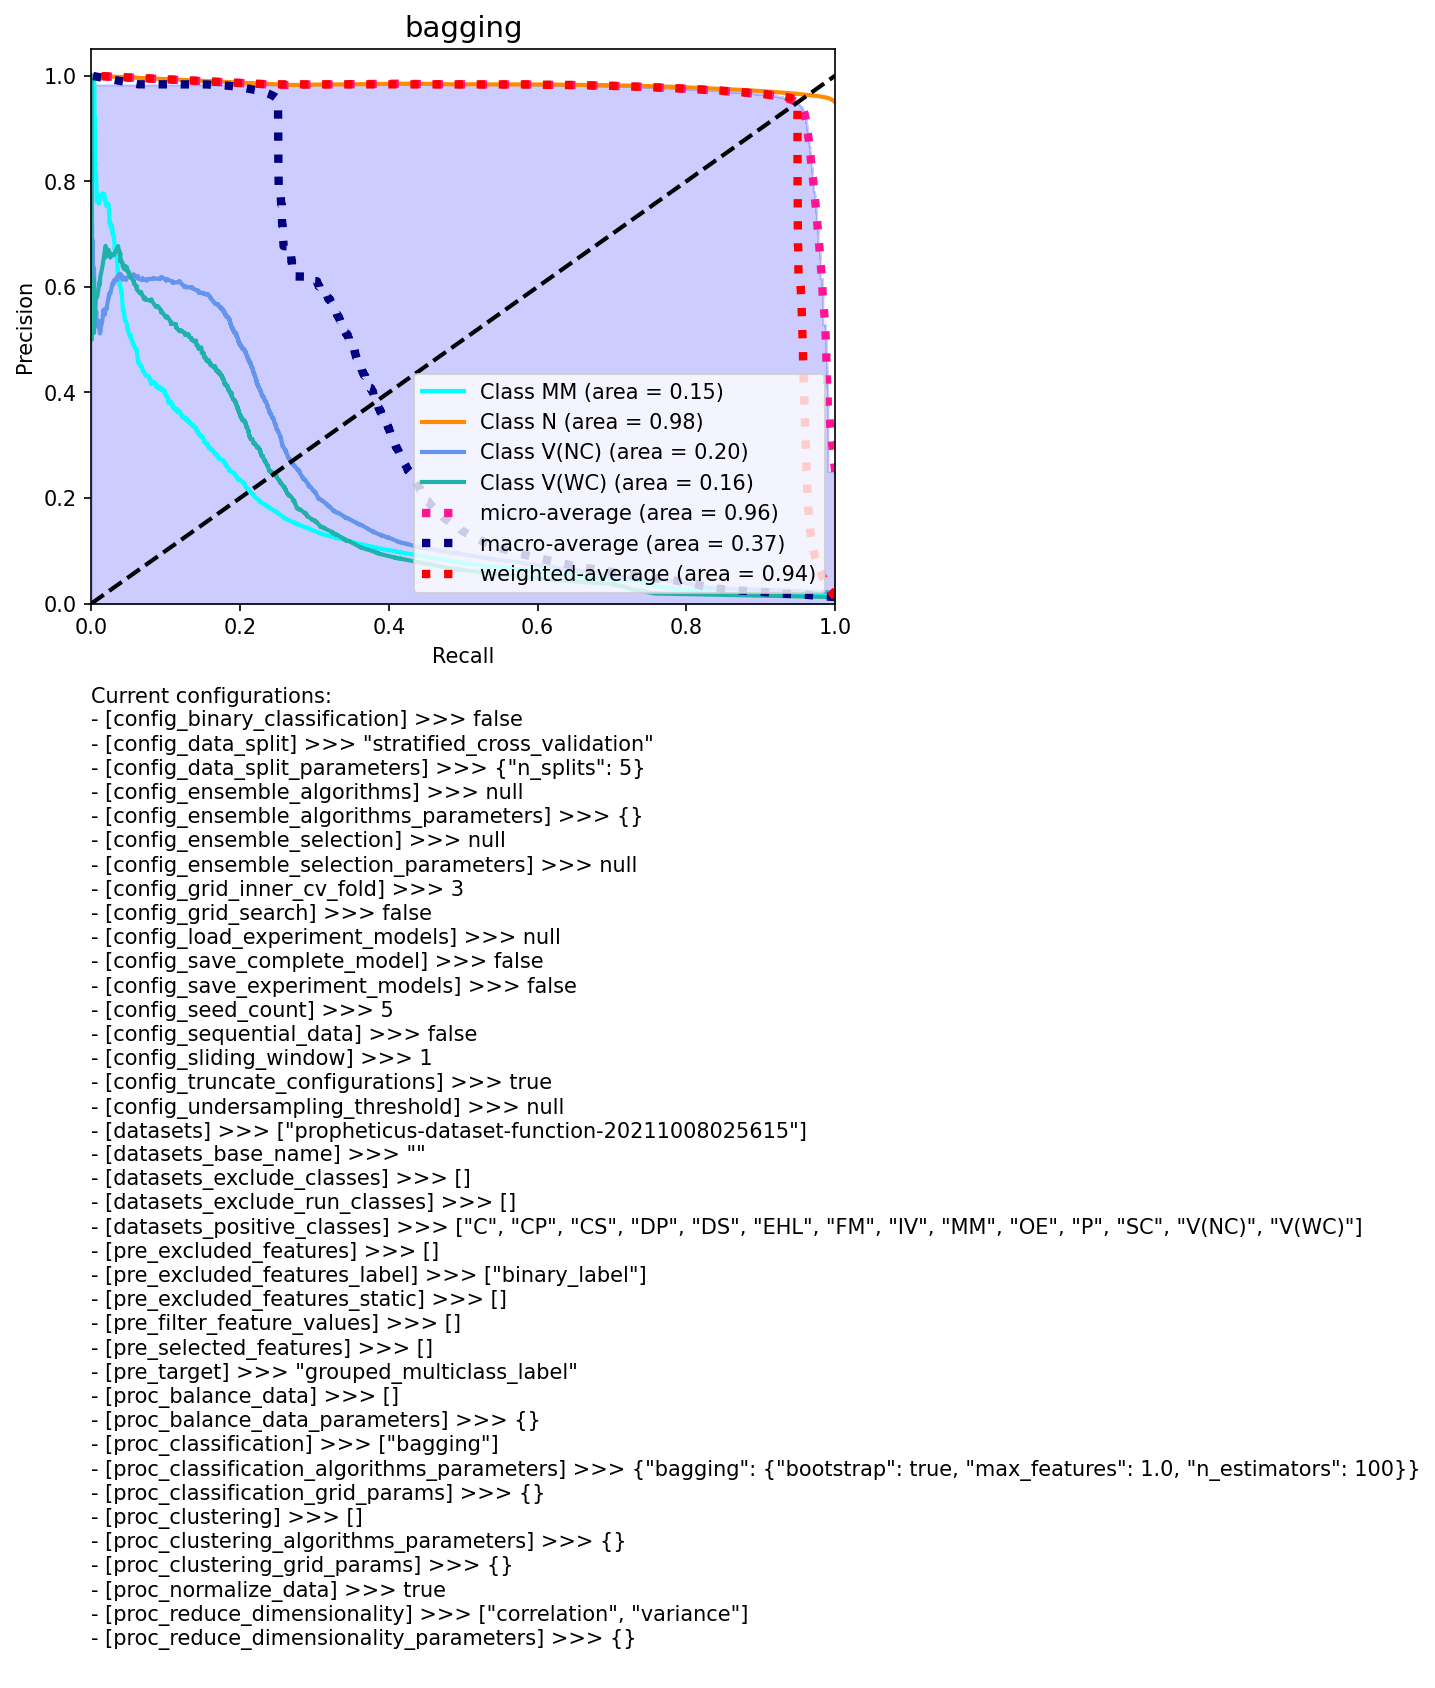 bagging
1.0
0.8
0.6
0.4
0.2
0.0
Precision
Class MM (area = 0.15)
Class N (area = 0.98)
Class V(NC) (area = 0.20)
Class V(WC) (area = 0.16)
micro-average (area = 0.96)
macro-average (area = 0.37)
weighted-average (area = 0.94)
0.0 0.2 0.4 0.6 0.8 1.0
Recall
Current configurations:
- [config_binary_classification] >>> false
- [config_data_split] >>> "stratified_cross_validation"
- [config_data_split_parameters] >>> {"n_splits": 5}
- [config_ensemble_algorithms] >>> null
- [config_ensemble_algorithms_parameters] >>> {}
- [config_ensemble_selection] >>> null
- [config_ensemble_selection_parameters] >>> null
- [config_grid_inner_cv_fold] >>> 3
- [config_grid_search] >>> false
- [config_load_experiment_models] >>> null
- [config_save_complete_model] >>> false
- [config_save_experiment_models] >>> false
- [config_seed_count] >>> 5
- [config_sequential_data] >>> false
- [config_sliding_window] >>> 1
- [config_truncate_configurations] >>> true
- [config_undersampling_threshold] >>> null
- [datasets] >>> ["propheticus-dataset-function-20211008025615"]
- [datasets_base_name] >>> ""
- [datasets_exclude_classes] >>> []
- [datasets_exclude_run_classes] >>> []
- [datasets_positive_classes] >>> ["C", "CP", "CS", "DP", "DS", "EHL", "FM", "IV", "MM", "OE", "P", "SC", "V(NC)", "V(WC)"]
- [pre_excluded_features] >>> []
- [pre_excluded_features_label] >>> ["binary_label"]
- [pre_excluded_features_static] >>> []
- [pre_filter_feature_values] >>> []
- [pre_selected_features] >>> []
- [pre_target] >>> "grouped_multiclass_label"
- [proc_balance_data] >>> []
- [proc_balance_data_parameters] >>> {}
- [proc_classification] >>> ["bagging"]
- [proc_classification_algorithms_parameters] >>> {"bagging": {"bootstrap": true, "max_features": 1.0, "n_estimators": 100}}
- [proc_classification_grid_params] >>> {}
- [proc_clustering] >>> []
- [proc_clustering_algorithms_parameters] >>> {}
- [proc_clustering_grid_params] >>> {}
- [proc_normalize_data] >>> true
- [proc_reduce_dimensionality] >>> ["correlation", "variance"]
- [proc_reduce_dimensionality_parameters] >>> {}